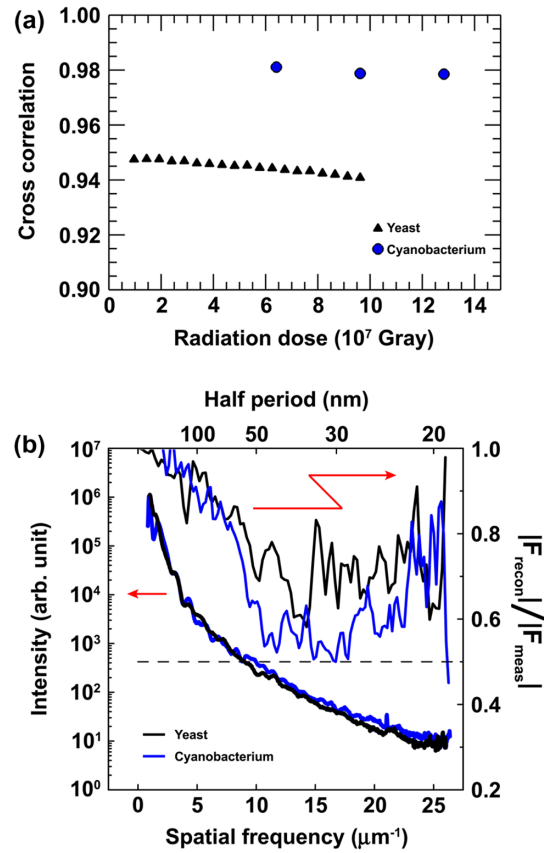 (a)
1.00
0.98
0.96
0.94
0.92
0.90
Cross correlation
Yeast
Cyanobacterium
0 2 4 6 8 10 12 14
Radiation dose (10⁷ Gray)
Half period (nm)
(b)
100 50 30 20
10⁷
10⁶
10⁵
10⁴
10³
10²
10¹
10⁰
Intensity (arb. unit)
1.0
0.8
0.6
0.4
0.2
|F_recon|/|F_meas|
Yeast
Cyanobacterium
0 5 10 15 20 25
Spatial frequency (μm⁻¹)